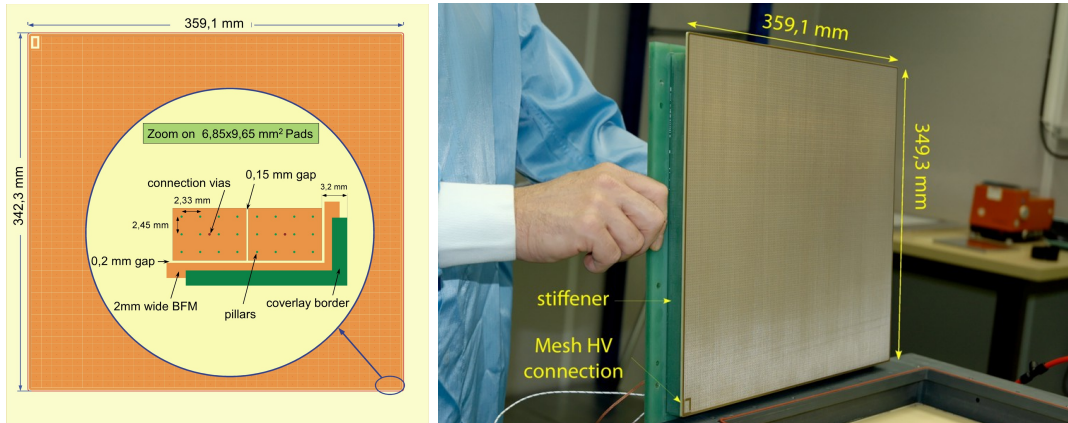 359,1 mm
342,3 mm
Zoom on 6,85x9,65 mm² Pads
connection vias
0,15 mm gap
3,2 mm
2,33 mm
2,45 mm
0,2 mm gap
2mm wide BFM
pillars
coverlay border
359,1 mm
349,3 mm
stiffener
Mesh HV
connection